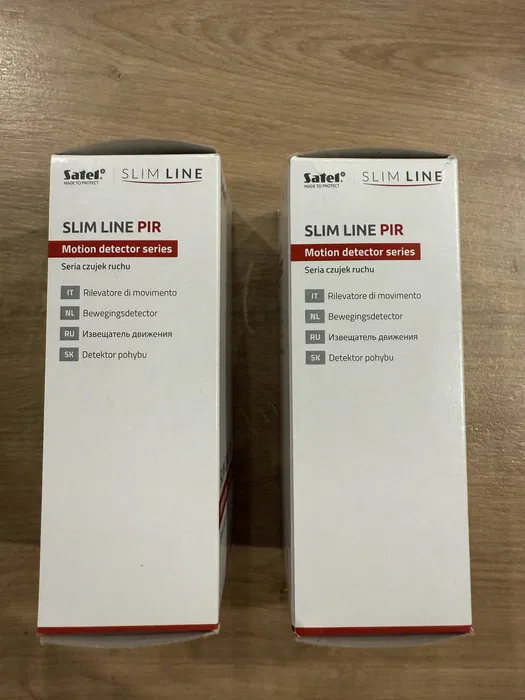 Satel®
MADE TO PROTECT
SLIM LINE
SLIM LINE PIR
Motion detector series
Seria czujek ruchu
IT Rilevatore di movimento
NL Bewegingsdetector
RU Извещатель движения
SK Detektor pohybu
Satel®
MADE TO PROTECT
SLIM LINE
SLIM LINE PIR
Motion detector series
Seria czujek ruchu
IT Rilevatore di movimento
NL Bewegingsdetector
RU Извещатель движения
SK Detektor pohybu